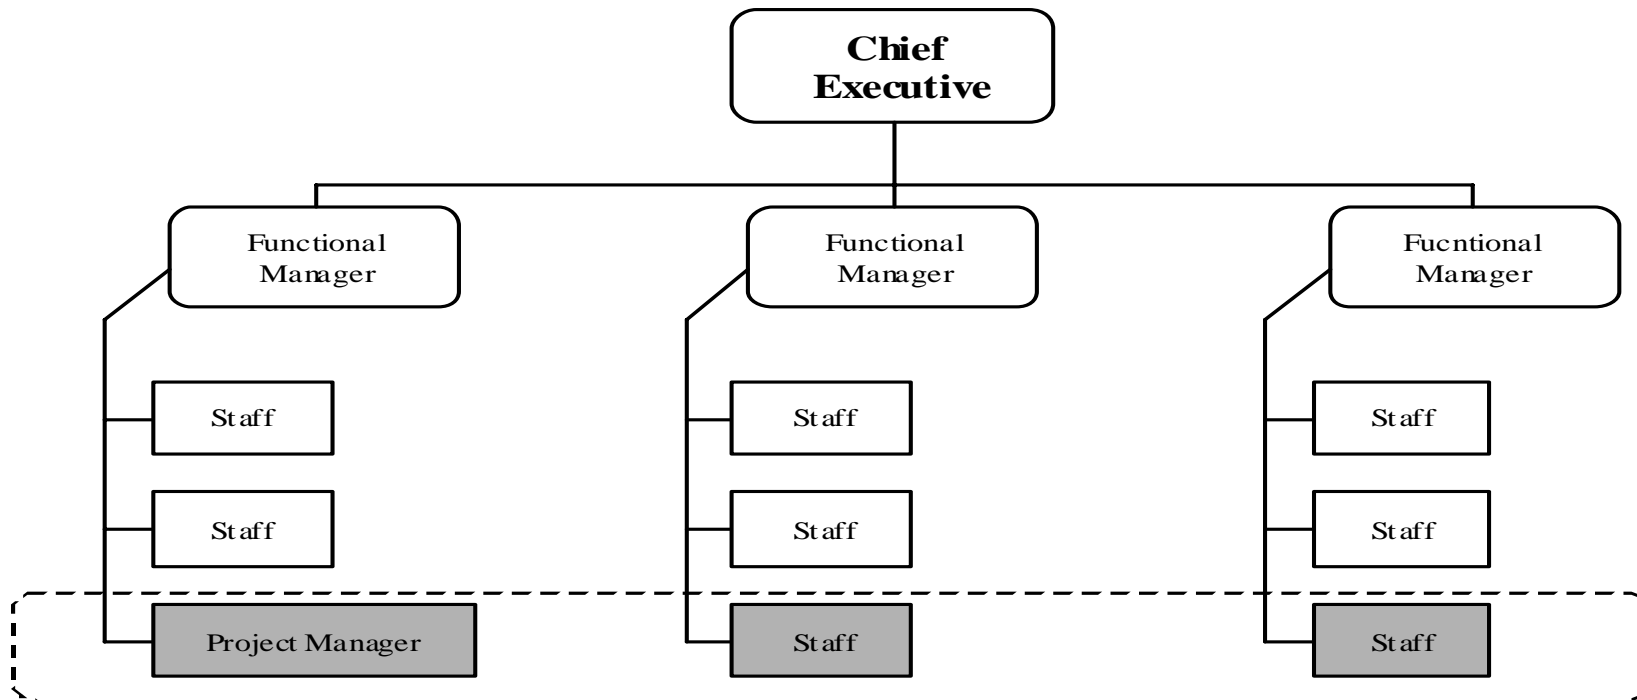 Chief
Executive
Functional
Manager
Functional
Manager
Fucntional
Manager
Staff
Staff
Staff
Staff
Staff
Staff
Project Manager
Staff
Staff